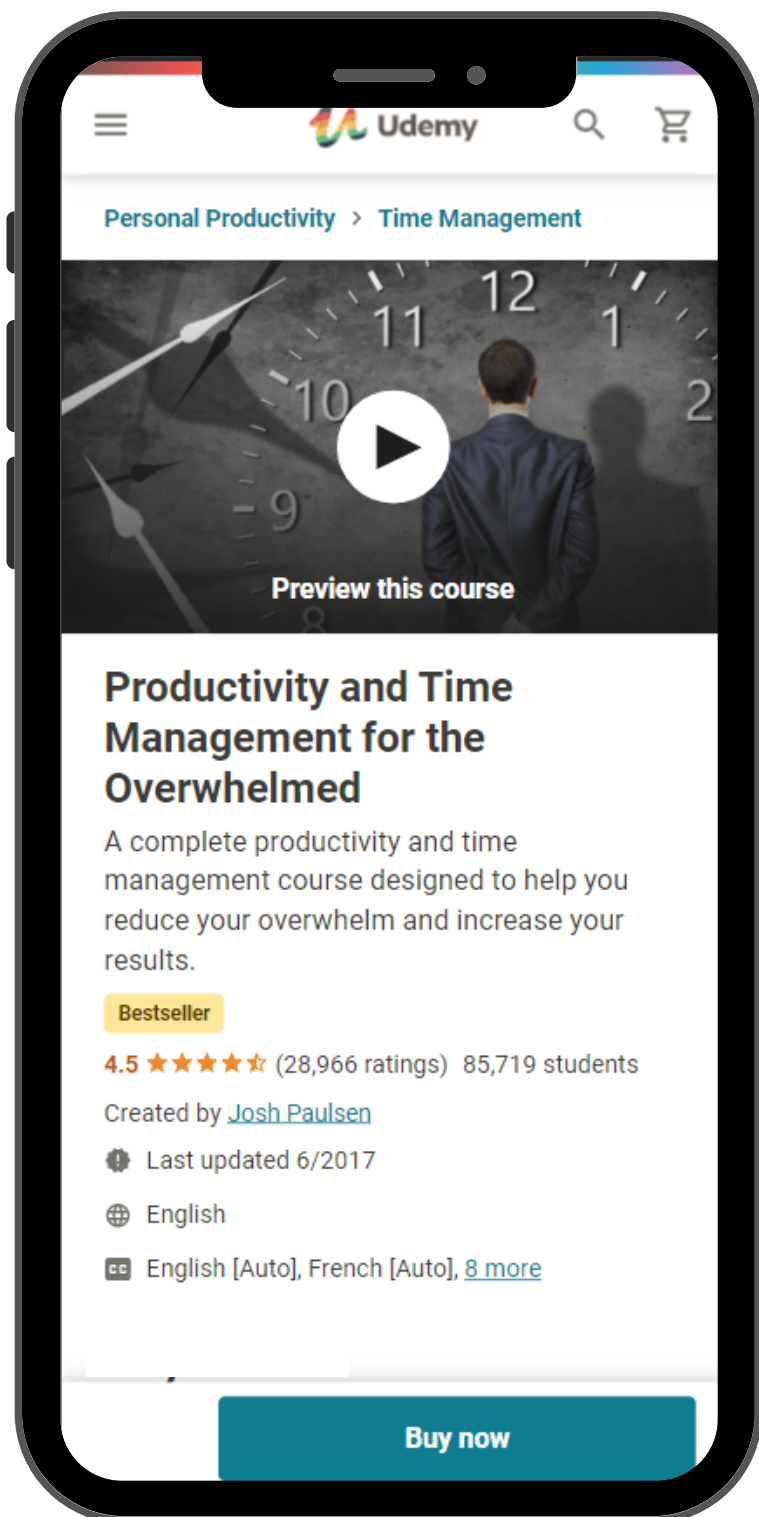 Udemy
Personal Productivity > Time Management
12
11
1
10
2
9
8
Preview this course
Productivity and Time
Management for the
Overwhelmed
A complete productivity and time
management course designed to help you
reduce your overwhelm and increase your
results.
Bestseller
4.5 (28,966 ratings) 85,719 students
Created by Josh Paulsen
Last updated 6/2017
English
CC English [Auto], French [Auto], 8 more
Buy now